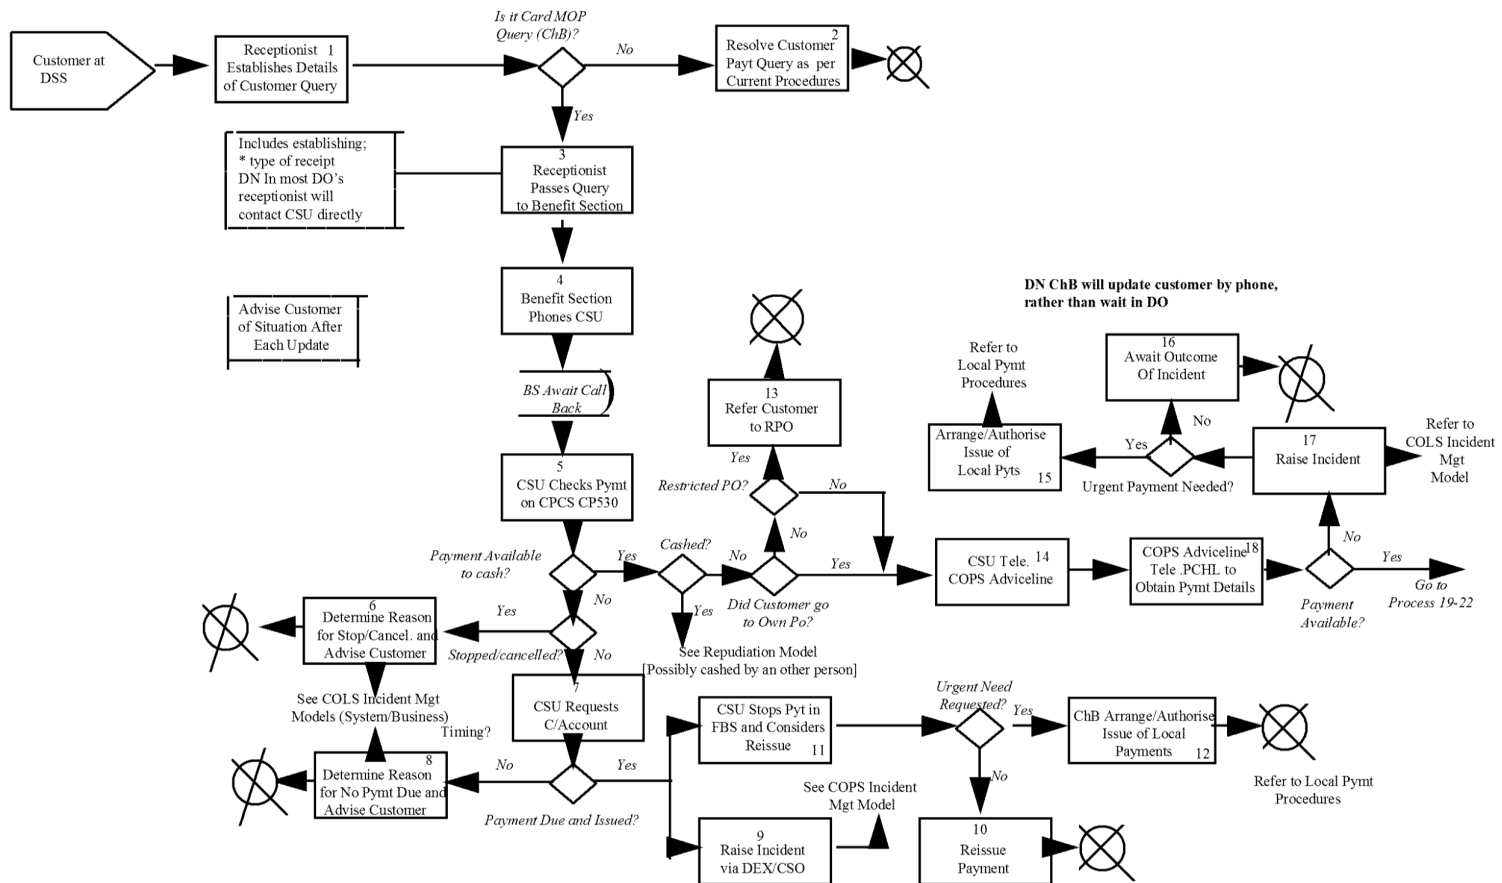 Is it Card MOP
Query (ChB)?
Customer at
DSS
Receptionist 1
Establishes Details
of Customer Query
No
2
Resolve Customer
Payt Query as per
Current Procedures
Yes
Includes establishing;
* type of receipt
DN In most DO's
receptionist will
contact CSU directly
3
Receptionist
Passes Query
to Benefit Section
4
Benefit Section
Phones CSU
Advise Customer
of Situation After
Each Update
BS Await Call
Back
5
CSU Checks Pymt
on CPCS CP530
DN ChB will update customer by phone,
rather than wait in DO
13
Refer Customer
to RPO
Yes
Restricted PO?
No
No
Refer to
Local Pymt
Procedures
16
Await Outcome
Of Incident
No
Arrange/Authorise
Issue of
Local Pyts
15
Yes
Urgent Payment Needed?
17
Raise Incident
Refer to
COLS Incident
Mgt
Model
No
Payment Available
to cash?
Yes
Cashed?
No
Yes
Did Customer go
to Own Po?
CSU Tele. 14
COPS Adviceline
COPS Adviceline 18
Tele .PCHL to
Obtain Pymt Details
Yes
Go to
Process 19-22
Payment
Available?
No
Yes
See Repudiation Model
[Possibly cashed by an other person]
6
Determine Reason
for Stop/Cancel. and
Advise Customer
Yes
Stopped/cancelled?
No
See COLS Incident Mgt
Models (System/Business)
Timing?
7
CSU Requests
C/Account
8
Determine Reason
for No Pymt Due and
Advise Customer
No
Yes
Payment Due and Issued?
CSU Stops Pyt in
FBS and Considers
Reissue
11
Urgent Need
Requested?
Yes
ChB Arrange/Authorise
Issue of Local
Payments
12
Refer to Local Pymt
Procedures
No
See COPS Incident
Mgt Model
9
Raise Incident
via DEX/CSO
10
Reissue
Payment